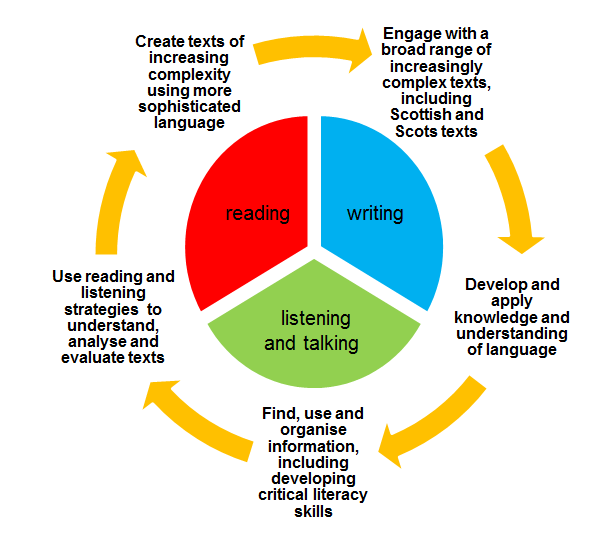 Create texts of
increasing
complexity
using more
sophisticated
language
Engage with a
broad range of
increasingly
complex texts,
including
Scottish and
Scots texts
reading
writing
listening
and talking
Develop and
apply
knowledge and
understanding
of language
Find, use and
organise
information,
including
developing
critical literacy
skills
Use reading and
listening
strategies to
understand,
analyse and
evaluate texts